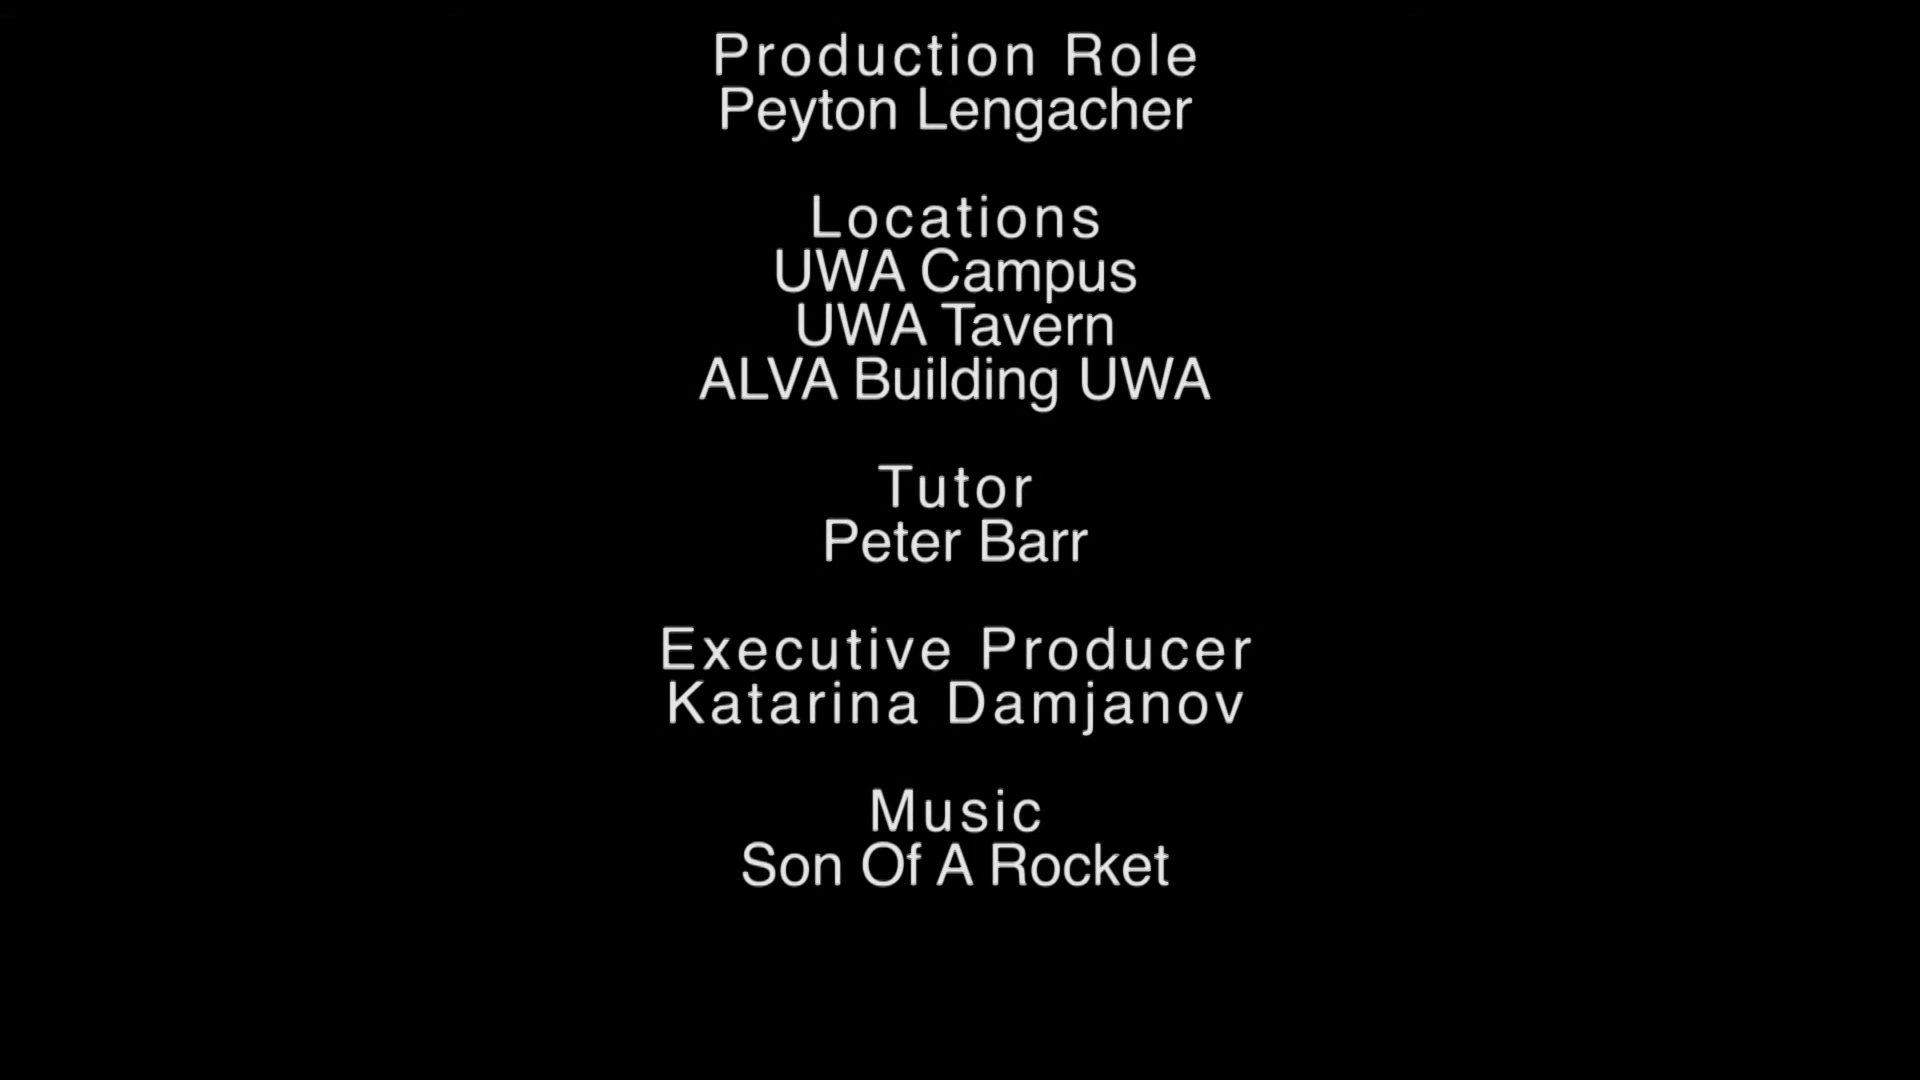 Production Role
Peyton Lengacher
Locations
UWA Campus
UWA Tavern
ALVA Building UWA
Tutor
Peter Barr
Executive Producer
Katarina Damjanov
Music
Son Of A Rocket